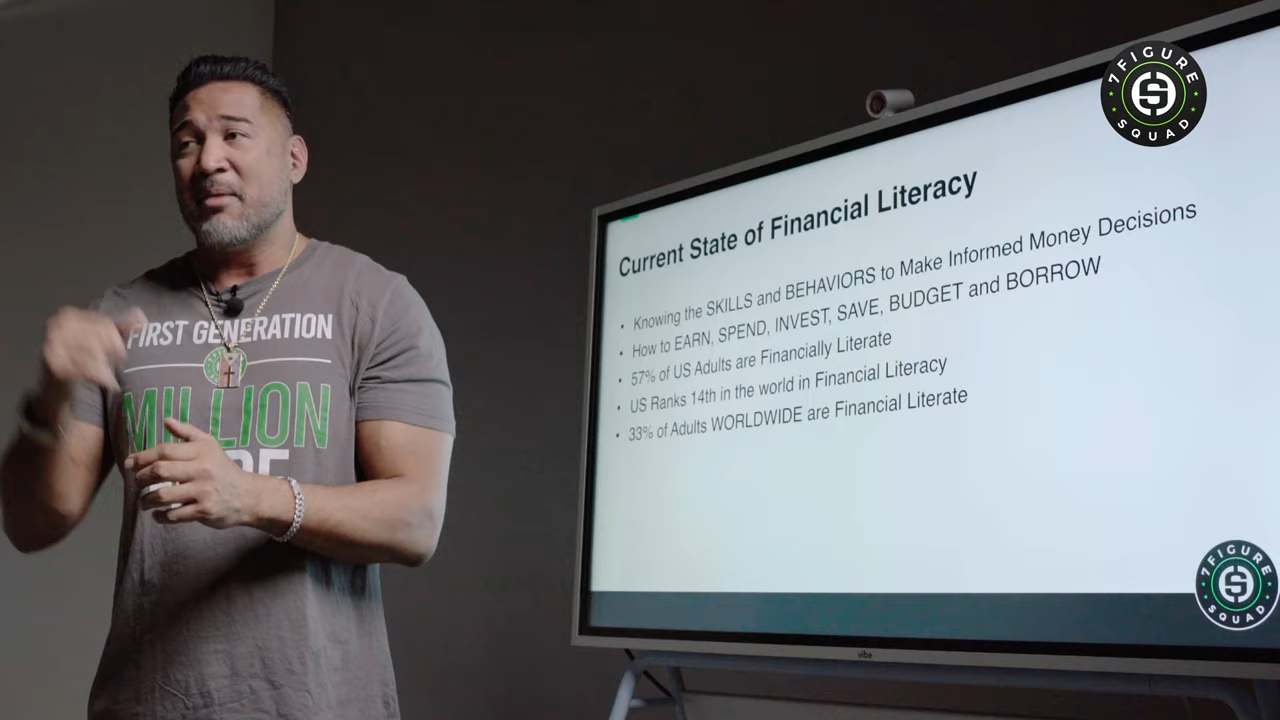 7 FIGURE
SQUAD
Current State of Financial Literacy
• Knowing the SKILLS and BEHAVIORS to Make Informed Money Decisions
• How to EARN, SPEND, INVEST, SAVE, BUDGET and BORROW
• 57% of US Adults are Financially Literate
• US Ranks 14th in the world in Financial Literacy
• 33% of Adults WORLDWIDE are Financial Literate
7 FIGURE
SQUAD
vibe
FIRST GENERATION
MILLION